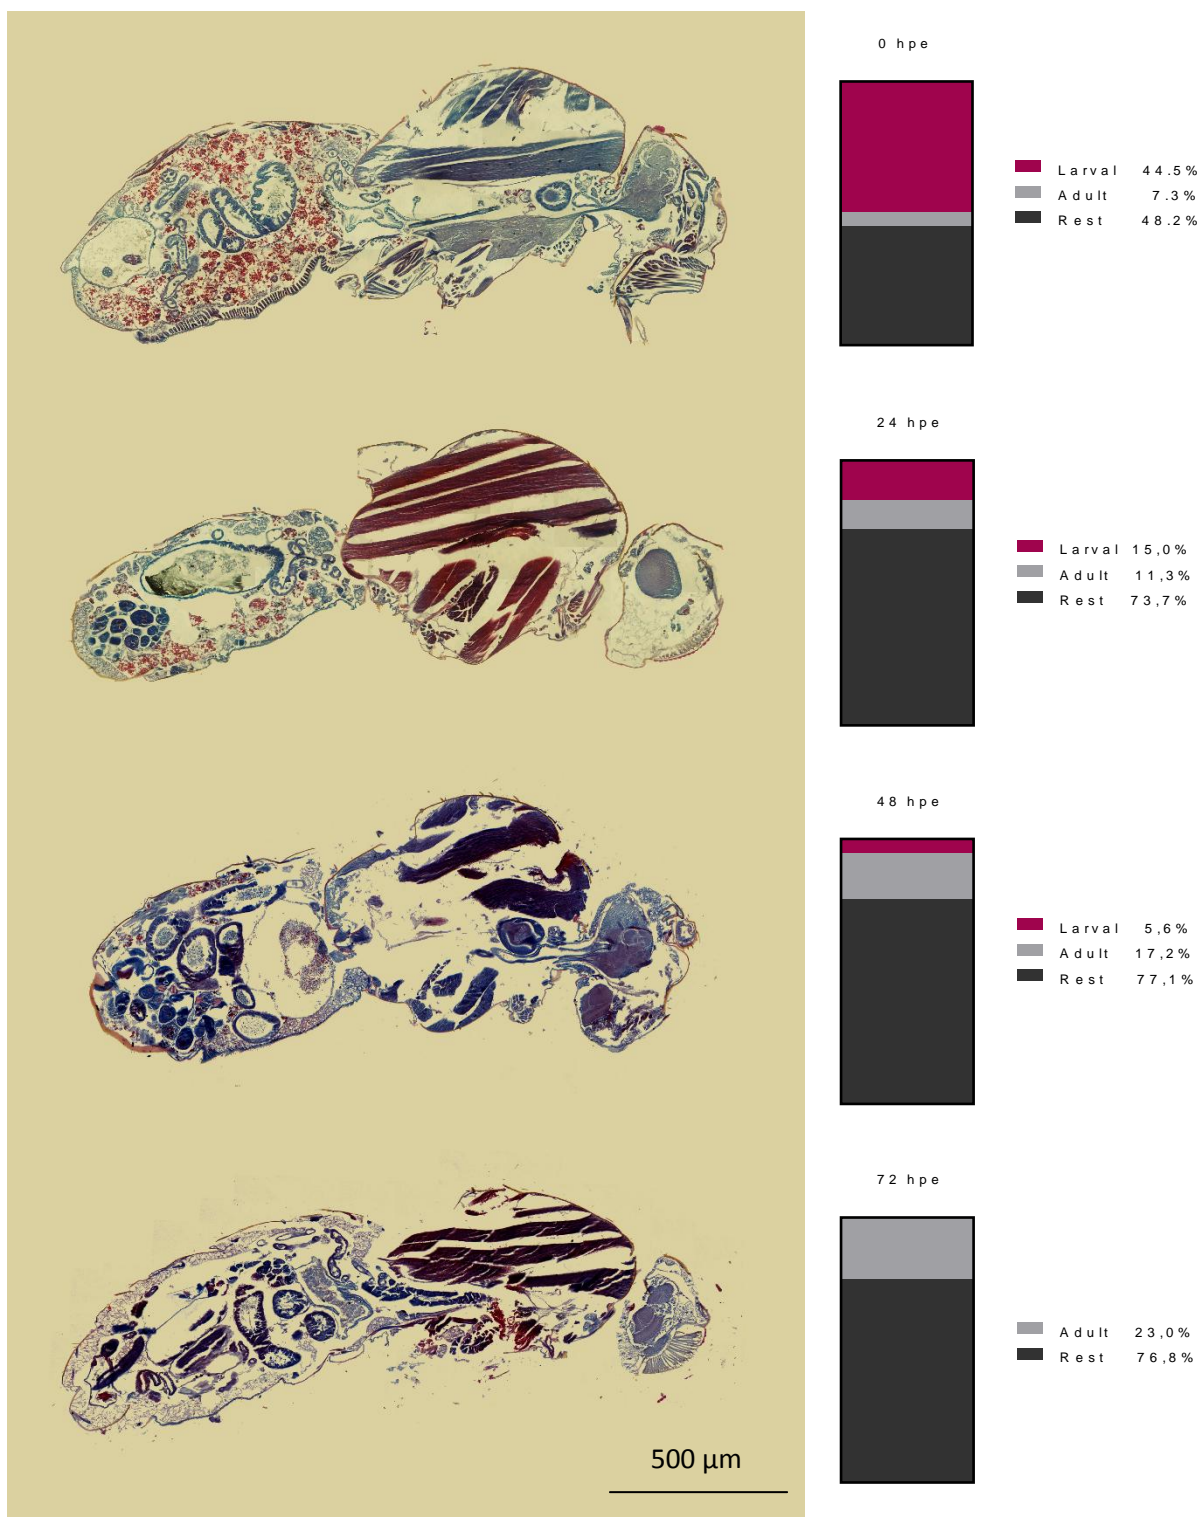 0 hpe
Larval 44.5%
Adult 7.3%
Rest 48.2%
24 hpe
Larval 15,0%
Adult 11,3%
Rest 73,7%
48 hpe
Larval 5,6%
Adult 17,2%
Rest 77,1%
72 hpe
Adult 23,0%
Rest 76,8%
500 µm